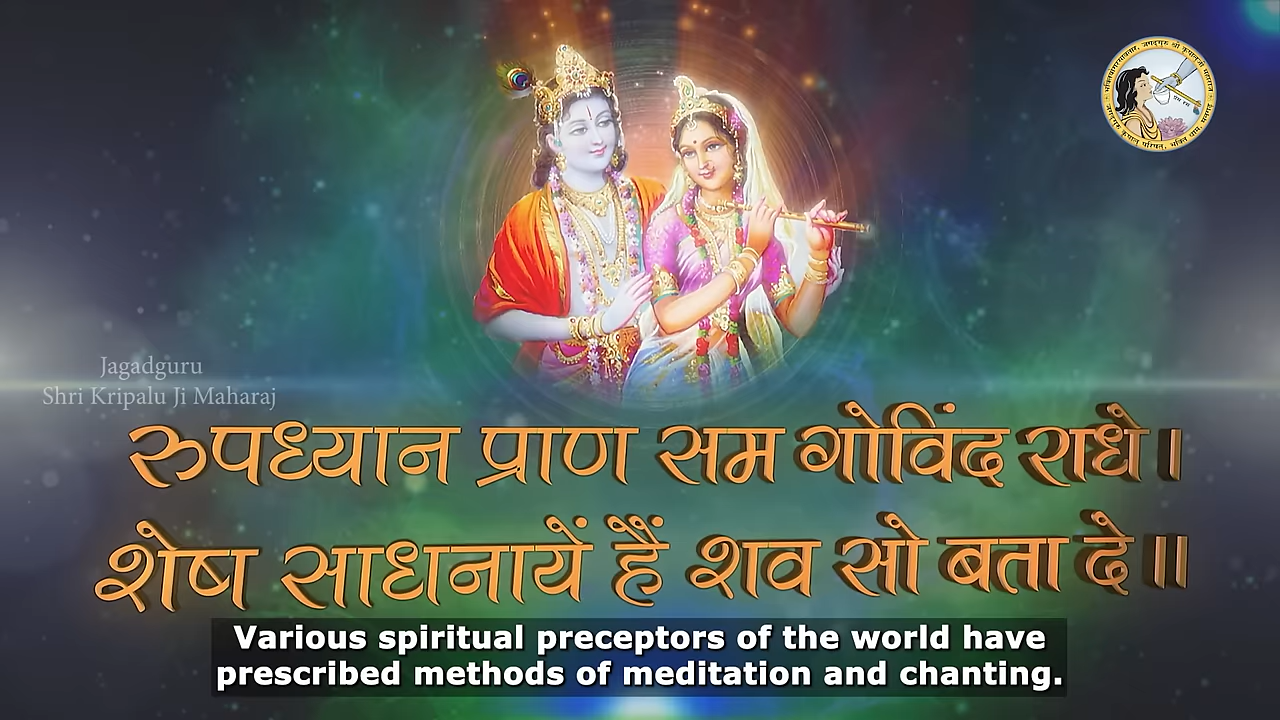 Jagadguru
Shri Kripalu Ji Maharaj
रुपध्यान प्राण सम गोविंद राधे।
शेष साधनायें हैं शव सो बता दे॥
Various spiritual preceptors of the world have
prescribed methods of meditation and chanting.